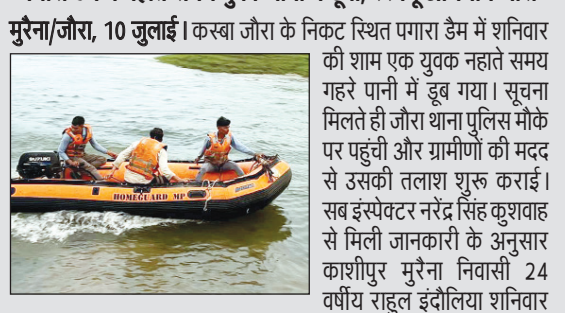 मुरैना/जौरा, 10 जुलाई। कस्बा जौरा के निकट स्थित पगारा डैम में शनिवार
की शाम एक युवक नहाते समय
गहरे पानी में डूब गया। सूचना
मिलते ही जौरा थाना पुलिस मौके
पर पहुंची और ग्रामीणों की मदद
से उसकी तलाश शुरू कराई।
सब इंस्पेक्टर नरेंद्र सिंह कुशवाह
से मिली जानकारी के अनुसार
काशीपुर मुरैना निवासी 24
वर्षीय राहुल इंदौलिया शनिवार
SUZUKI
HOMEGUARD MP